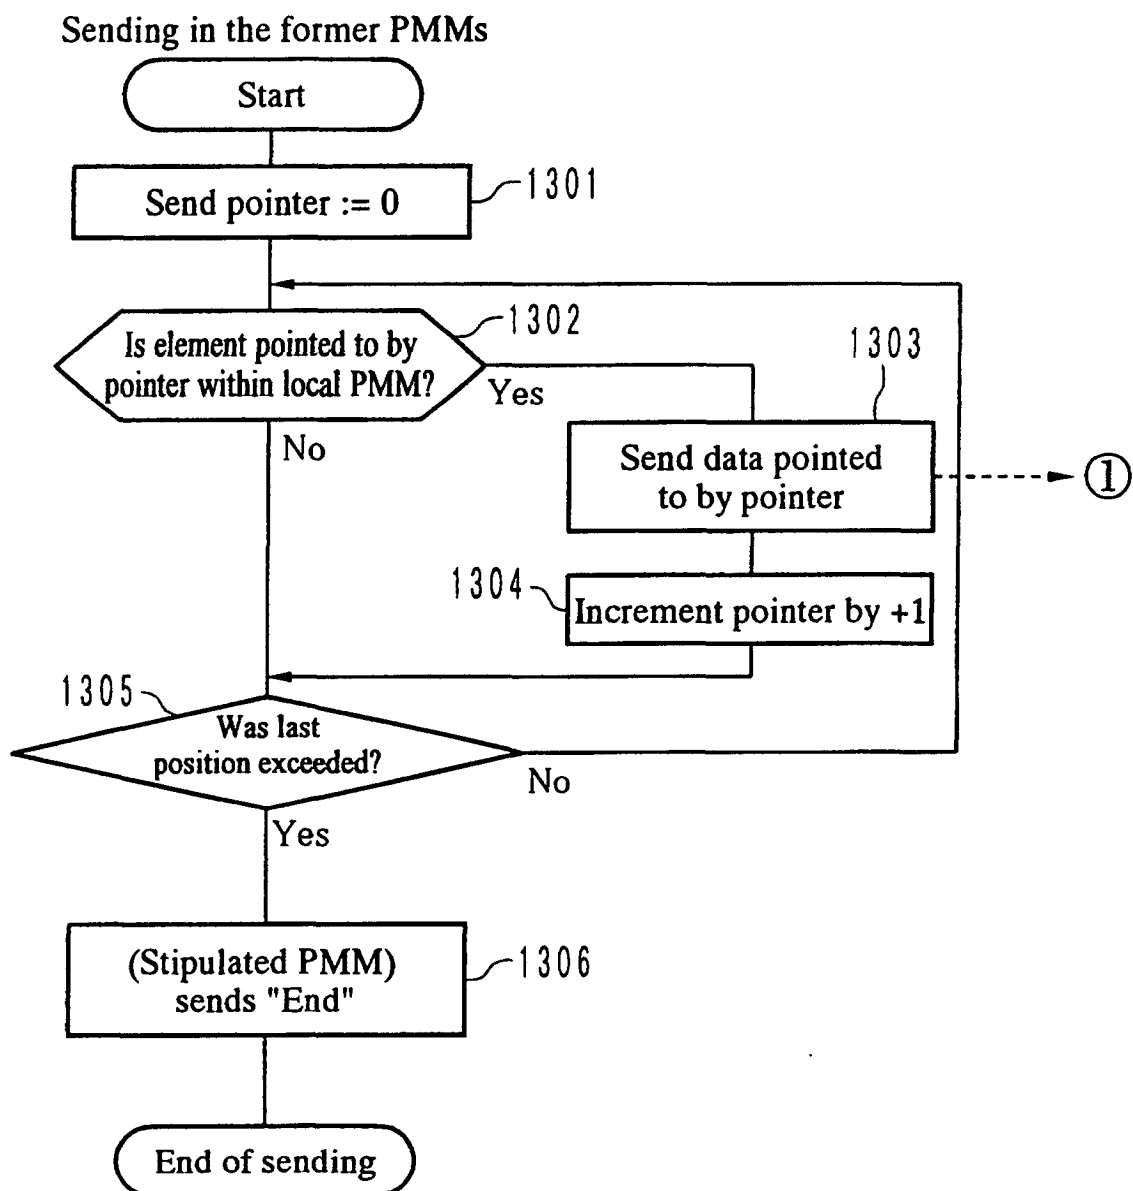 Sending in the former PMMs
Start
Send pointer := 0
1301
Is element pointed to by
pointer within local PMM?
1302
Yes
No
1303
Send data pointed
to by pointer
①
1304
Increment pointer by +1
1305
Was last
position exceeded?
No
Yes
(Stipulated PMM)
sends "End"
1306
End of sending